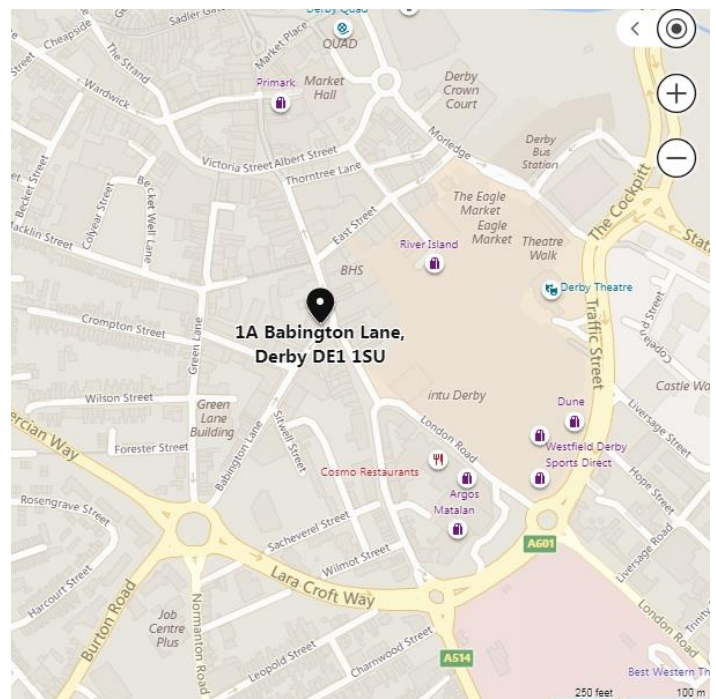 Cheapside
Sadler Gate
Derby Quad
QUAD
The Strand
Market Place
Wardwick
Primark
Market
Hall
Derby
Crown
Court
Morledge
Derby
Bus
Station
Victoria Street
Albert Street
Thorntree Lane
Becket Street
Colyear Street
Becket Well Lane
Macklin Street
East Street
The Eagle
Market
Eagle
Market
Theatre
Walk
The Cockpitt
Stati
River Island
BHS
Derby Theatre
1A Babington Lane,
Derby DE1 1SU
Traffic Street
Copeland Street
Crompton Street
Green Lane
Castle Wa
Wilson Street
Green
Lane
Building
intu Derby
Dune
Liversage Street
ercian Way
Forester Street
Babington Lane
Sitwell Street
London Road
Westfield Derby
Sports Direct
Cosmo Restaurants
Argos
Matalan
Hope Street
Rosengrave Street
Sacheverel Street
A601
Wilmot Street
Lara Croft Way
Liversage Road
Harcourt Street
Burton Road
Normanton Road
Job
Centre
Plus
London Road
Trinity
Leopold Street
Charnwood Street
A514
Best Western Th
250 feet
100 m